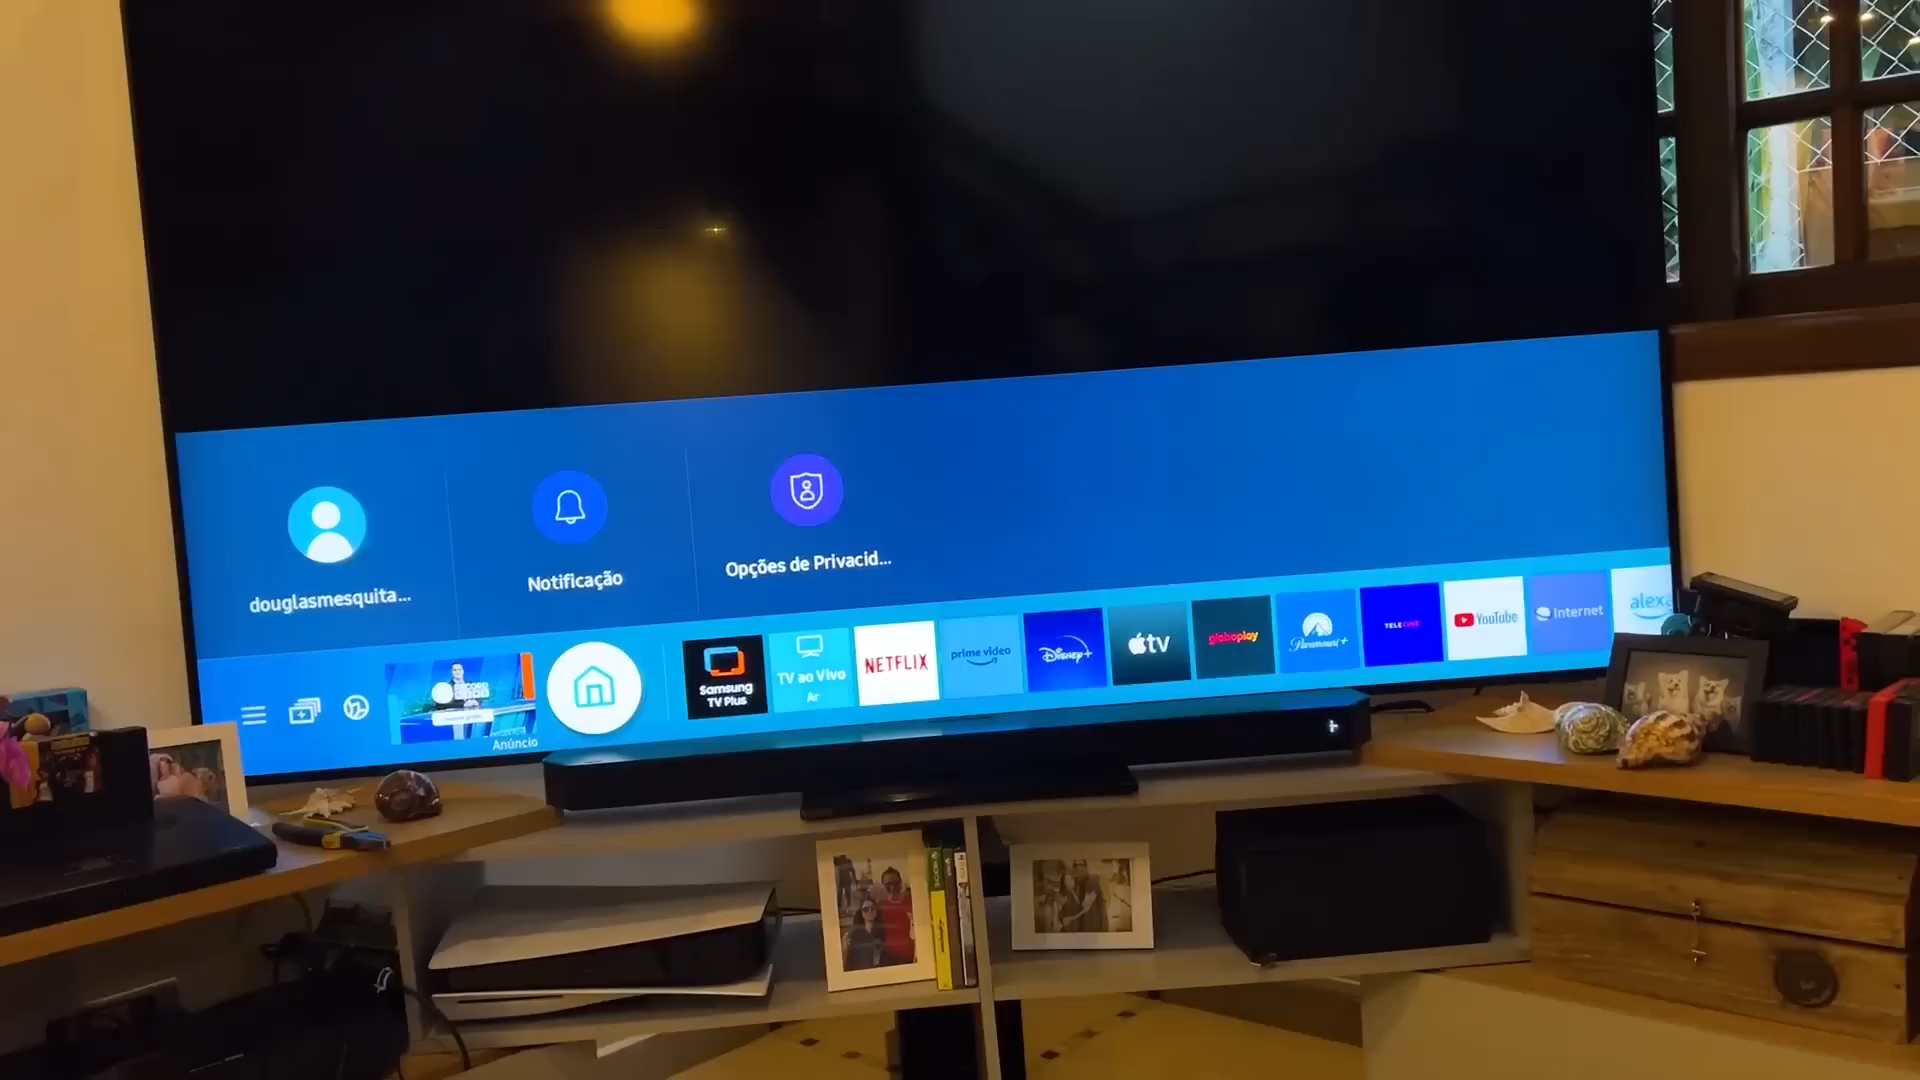 douglasmesquita...
Notificação
Opções de Privacid...
Anúncio
Samsung
TV Plus
TV ao Vivo
Ar
NETFLIX
prime video
Disney+
tv
globoplay
Paramount+
TELECINE
YouTube
Internet
alexa